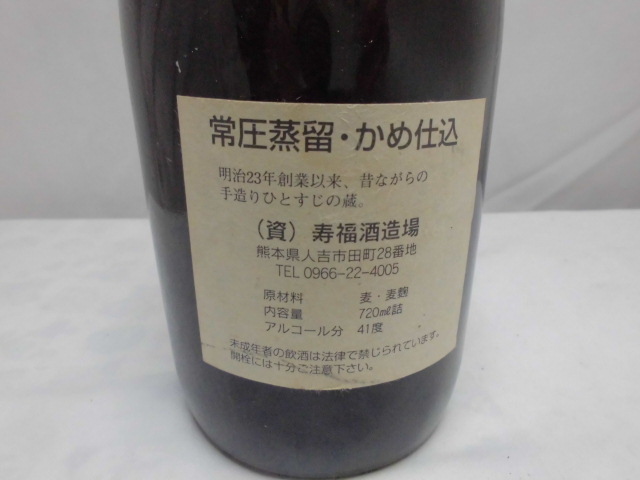 常圧蒸留・かめ仕込
明治23年創業以来、昔ながらの
手造りひとすじの蔵。
(資) 寿福酒造場
熊本県人吉市田町28番地
TEL 0966-22-4005
原材料 麦・麦麹
内容量 720㎖詰
アルコール分 41度
未成年者の飲酒は法律で禁じられています。
開栓には十分ご注意下さい。